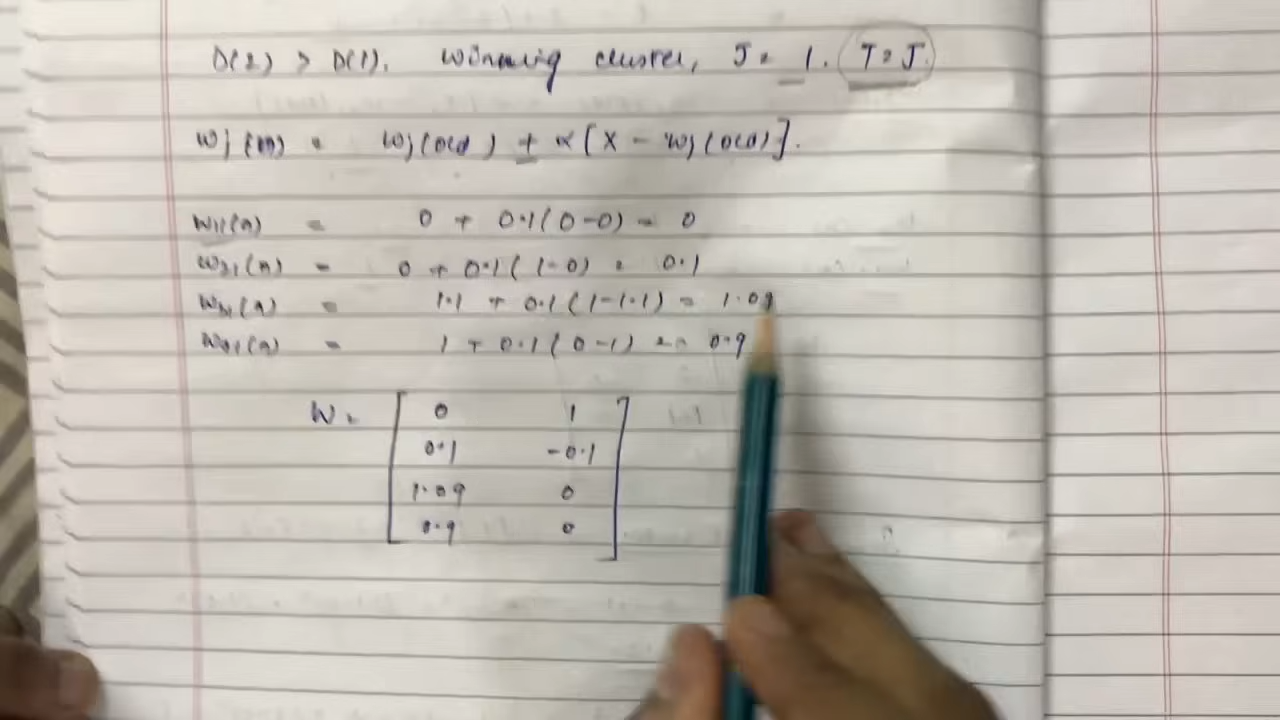 D(2) > D(1). Winning cluster, J = 1. T = J.
wj (n) = wj (old) + α [x - wj (old)].
w11(n) = 0 + 0.1(0-0) = 0
w21(n) = 0 + 0.1(1-0) = 0.1
w31(n) = 1.1 + 0.1(1-1.1) = 1.09
w41(n) = 1 + 0.1(0-1) = 0.9
W = [ 0 1
0.1 -0.1
1.09 0
0.9 0 ]